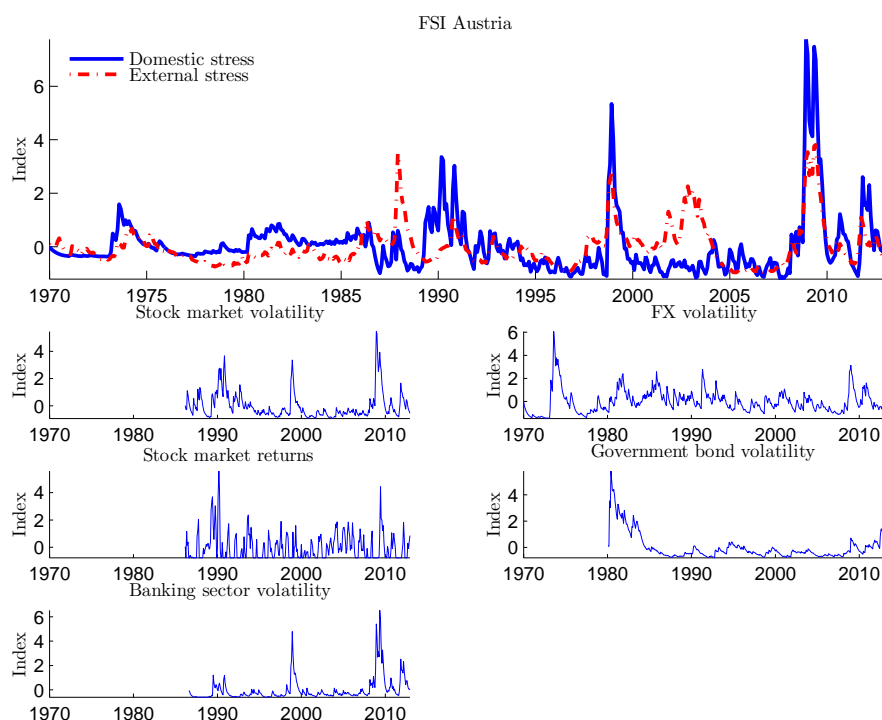 FSI Austria
Domestic stress
External stress
Index
6
4
2
0
1970 1975 1980 1985 1990 1995 2000 2005 2010
Stock market volatility
Index
4
2
0
1970 1980 1990 2000 2010
FX volatility
Index
6
4
2
0
1970 1980 1990 2000 2010
Stock market returns
Index
4
2
0
1970 1980 1990 2000 2010
Government bond volatility
Index
4
2
0
1970 1980 1990 2000 2010
Banking sector volatility
Index
6
4
2
0
1970 1980 1990 2000 2010